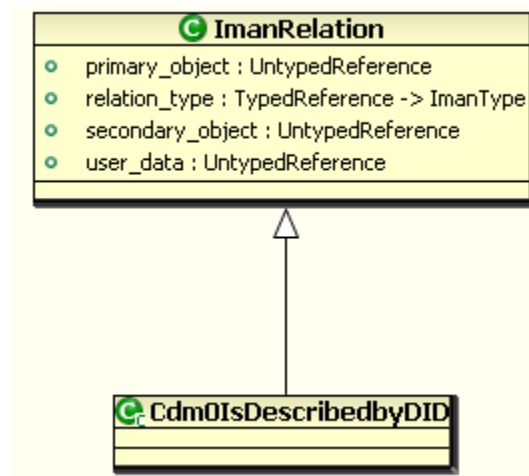 ImanRelation
primary_object : UntypedReference
relation_type : TypedReference -> ImanType
secondary_object : UntypedReference
user_data : UntypedReference
Cdm0IsDescribedbyDID